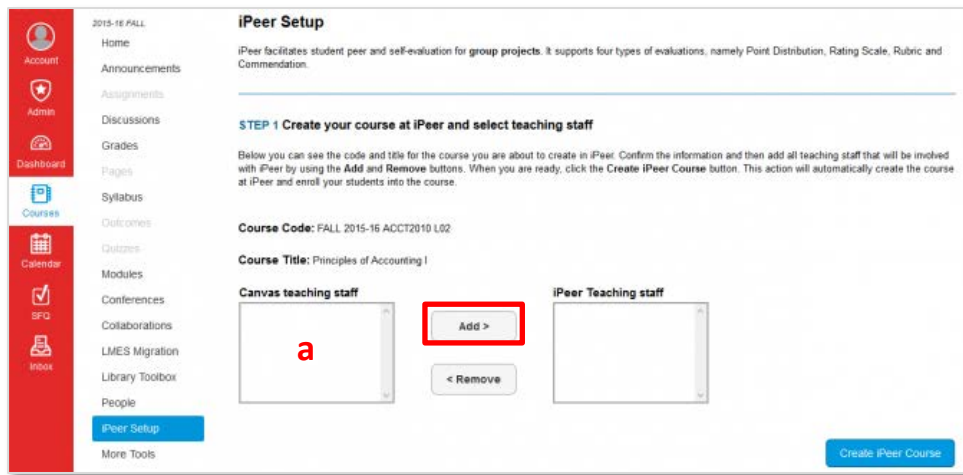 Account
Admin
Dashboard
Courses
Calendar
SFQ
Inbox
2015-16 FALL
Home
Announcements
Assignments
Discussions
Grades
Pages
Syllabus
Outcomes
Quizzes
Modules
Conferences
Collaborations
LMES Migration
Library Toolbox
People
iPeer Setup
More Tools
iPeer Setup
iPeer facilitates student peer and self-evaluation for group projects. It supports four types of evaluations, namely Point Distribution, Rating Scale, Rubric and
Commendation.
STEP 1 Create your course at iPeer and select teaching staff
Below you can see the code and title for the course you are about to create in iPeer. Confirm the information and then add all teaching staff that will be involved
with iPeer by using the Add and Remove buttons. When you are ready, click the Create iPeer Course button. This action will automatically create the course
at iPeer and enroll your students into the course.
Course Code: FALL 2015-16 ACCT2010 L02
Course Title: Principles of Accounting I
Canvas teaching staff
iPeer Teaching staff
a
Add >
< Remove
Create iPeer Course